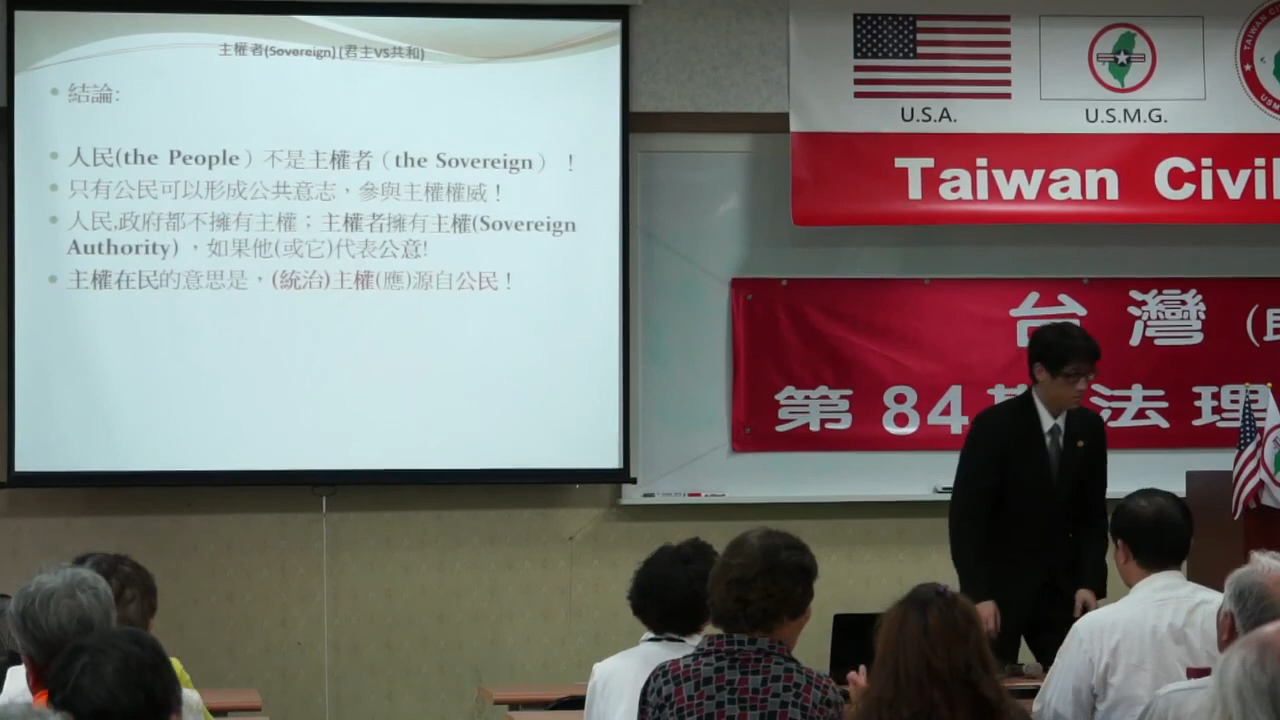 主權者(Sovereign) (君主VS共和)
結論:
人民(the People）不是主權者（the Sovereign）！
只有公民可以形成公共意志，參與主權權威！
人民,政府都不擁有主權；主權者擁有主權(Sovereign
Authority) ，如果他(或它)代表公意!
主權在民的意思是，(統治)主權(應)源自公民！
U.S.A.
U.S.M.G.
Taiwan Civil
台灣
第84 法理